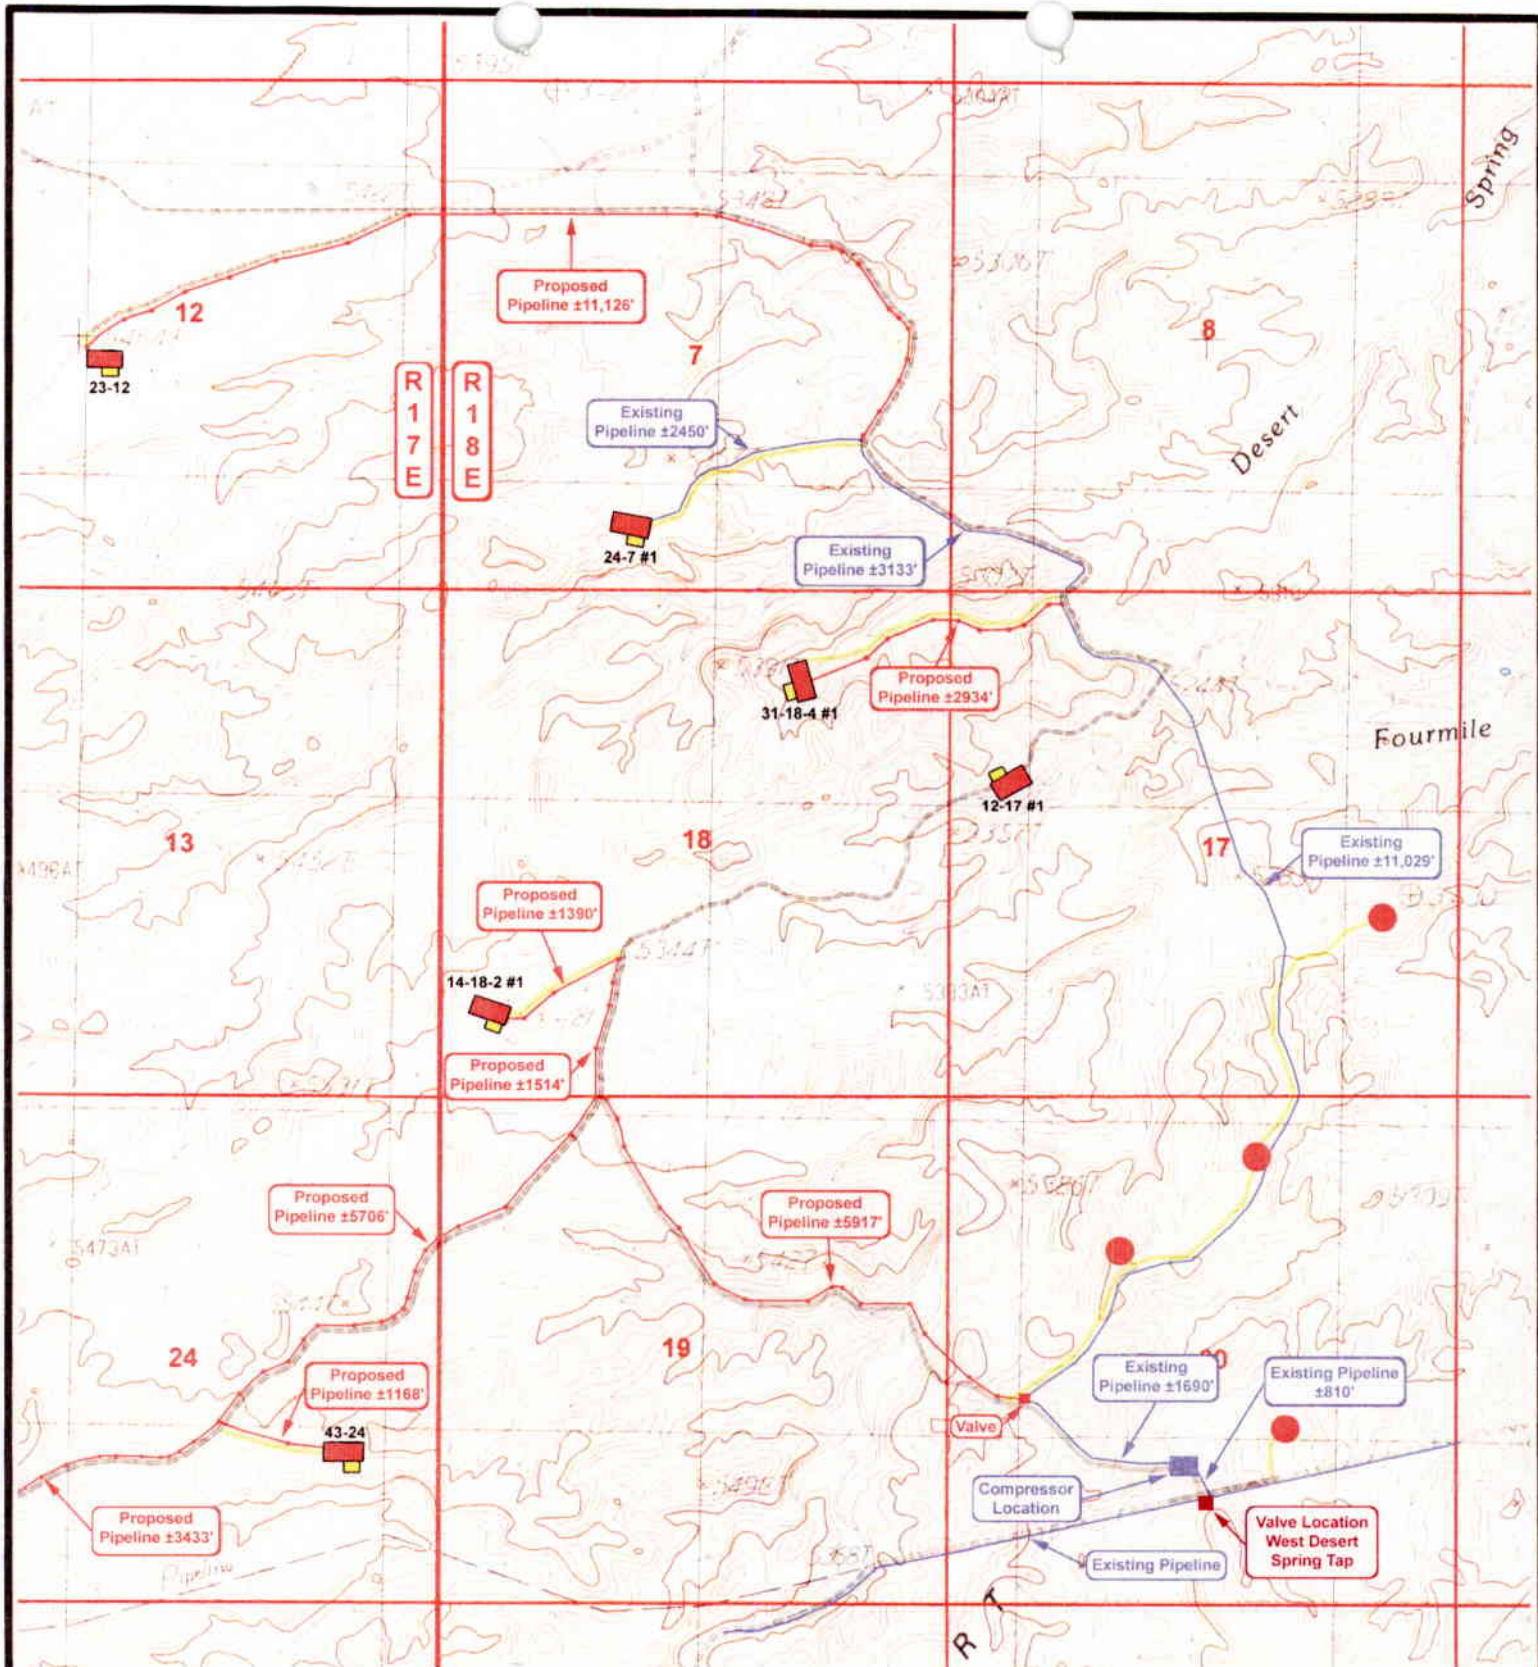 Spring
Proposed
Pipeline ±11,126'
12
7
8
23-12
R
1
7
E
R
1
8
E
Existing
Pipeline ±2450'
Desert
24-7 #1
Existing
Pipeline ±3133'
Proposed
Pipeline ±2934'
31-18-4 #1
Fourmile
12-17 #1
13
18
17
Existing
Pipeline ±11,029'
Proposed
Pipeline ±1390'
5344T
14-18-2 #1
5393AT
Proposed
Pipeline ±1514'
Proposed
Pipeline ±5706'
Proposed
Pipeline ±5917'
5473AT
24
19
Proposed
Pipeline ±1168'
Existing
Pipeline ±1690'
Existing Pipeline
±810'
Valve
43-24
Compressor
Location
Proposed
Pipeline ±3433'
Valve Location
West Desert
Spring Tap
Existing Pipeline
Pipeline
R T